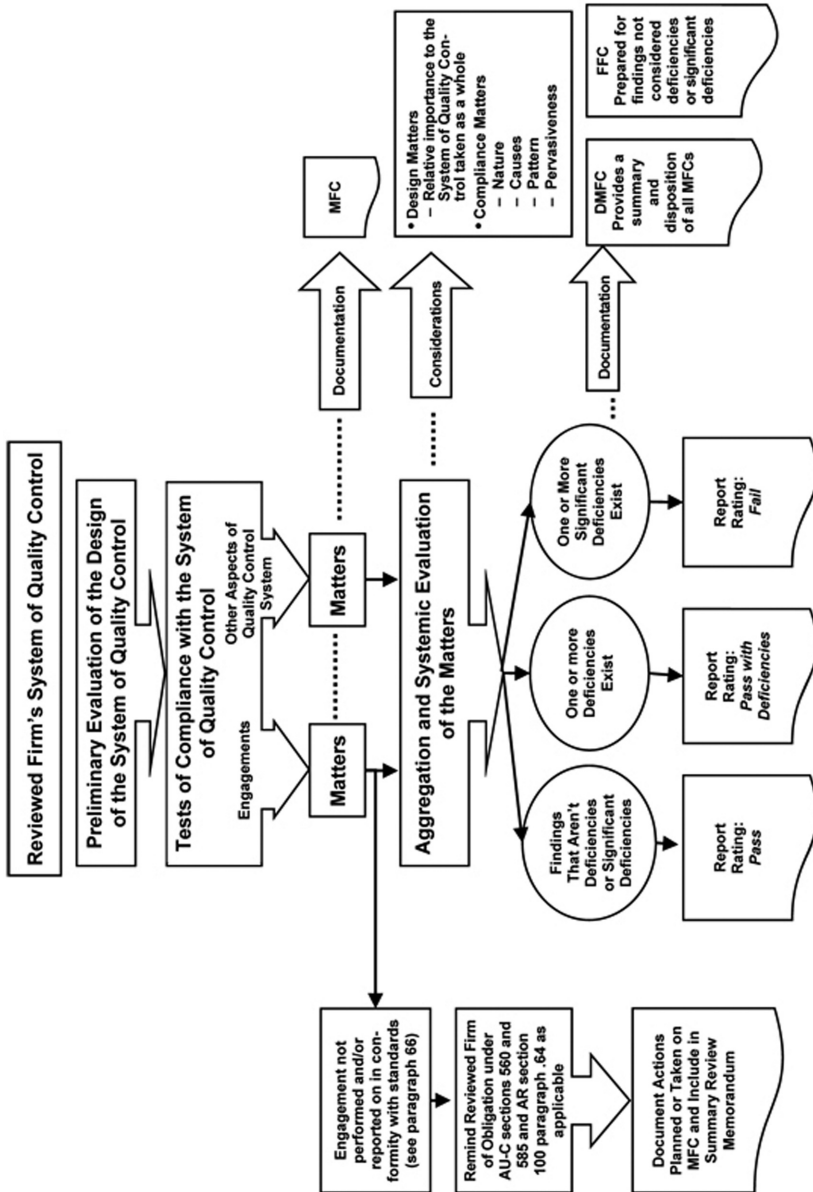 Reviewed Firm's System of Quality Control
Preliminary Evaluation of the Design
of the System of Quality Control
Tests of Compliance with the System
of Quality Control
Engagements
Other Aspects of
Quality Control
System
Matters
Matters
Documentation
MFC
Engagement not
performed and/or
reported on in con-
formity with standards
(see paragraph 66)
Remind Reviewed Firm
of Obligation under
AU-C sections 560 and
585 and AR section
100 paragraph .64 as
applicable
Document Actions
Planned or Taken on
MFC and Include in
Summary Review
Memorandum
Aggregation and Systemic Evaluation
of the Matters
Considerations
• Design Matters
– Relative importance to the
System of Quality Con-
trol taken as a whole
• Compliance Matters
– Nature
– Causes
– Pattern
– Pervasiveness
Findings
That Aren't
Deficiencies
or Significant
Deficiencies
One or more
Deficiencies
Exist
One or More
Significant
Deficiencies
Exist
Documentation
DMFC
Provides a
summary
and
disposition
of all MFCs
FFC
Prepared for
findings not
considered
deficiencies
or significant
deficiencies
Report
Rating:
Pass
Report
Rating:
Pass with
Deficiencies
Report
Rating:
Fail